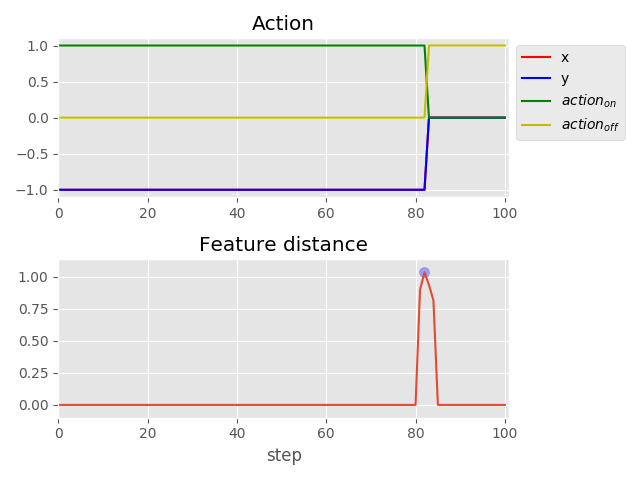 Action
1.0
0.5
0.0
−0.5
−1.0
0 20 40 60 80 100
x
y
action_on
action_off
Feature distance
1.00
0.75
0.50
0.25
0.00
0 20 40 60 80 100
step